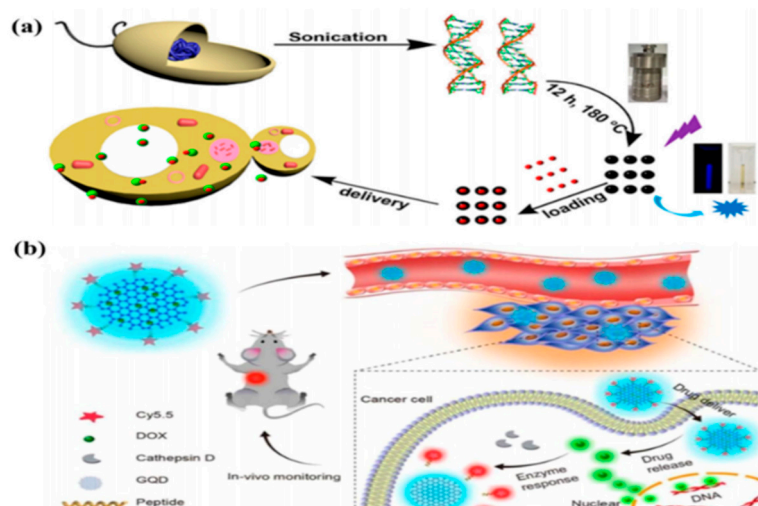 (a)
Sonication
12 h, 180 °C
loading
delivery
(b)
Cy5.5
DOX
Cathepsin D
GQD
Peptide
In-vivo monitoring
Cancer cell
Drug deliver
Drug
release
Enzyme
response
Nuclear
DNA